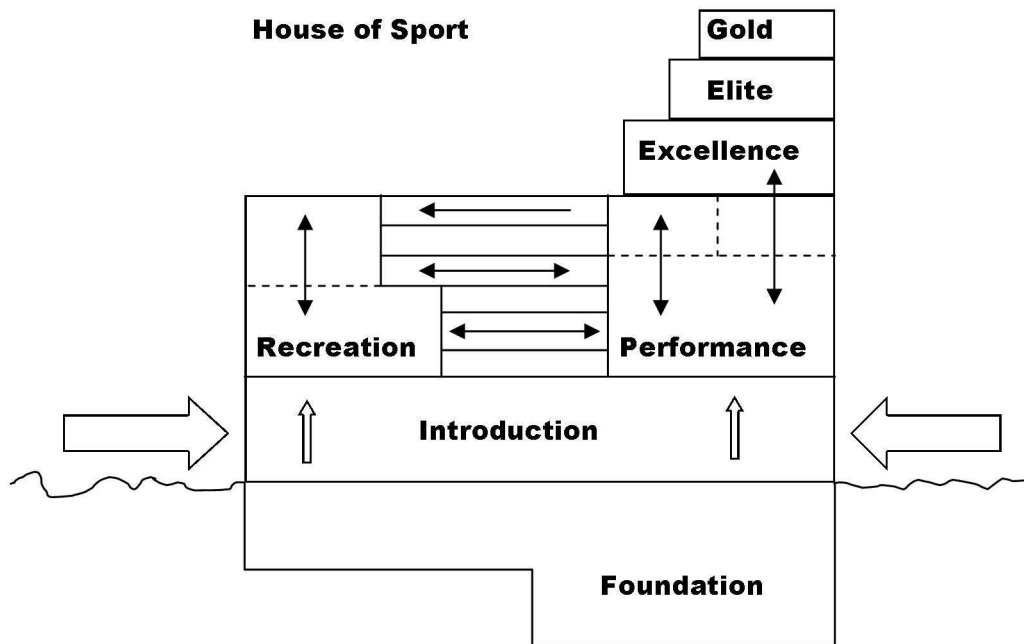 House of Sport
Gold
Elite
Excellence
Recreation
Performance
Introduction
Foundation